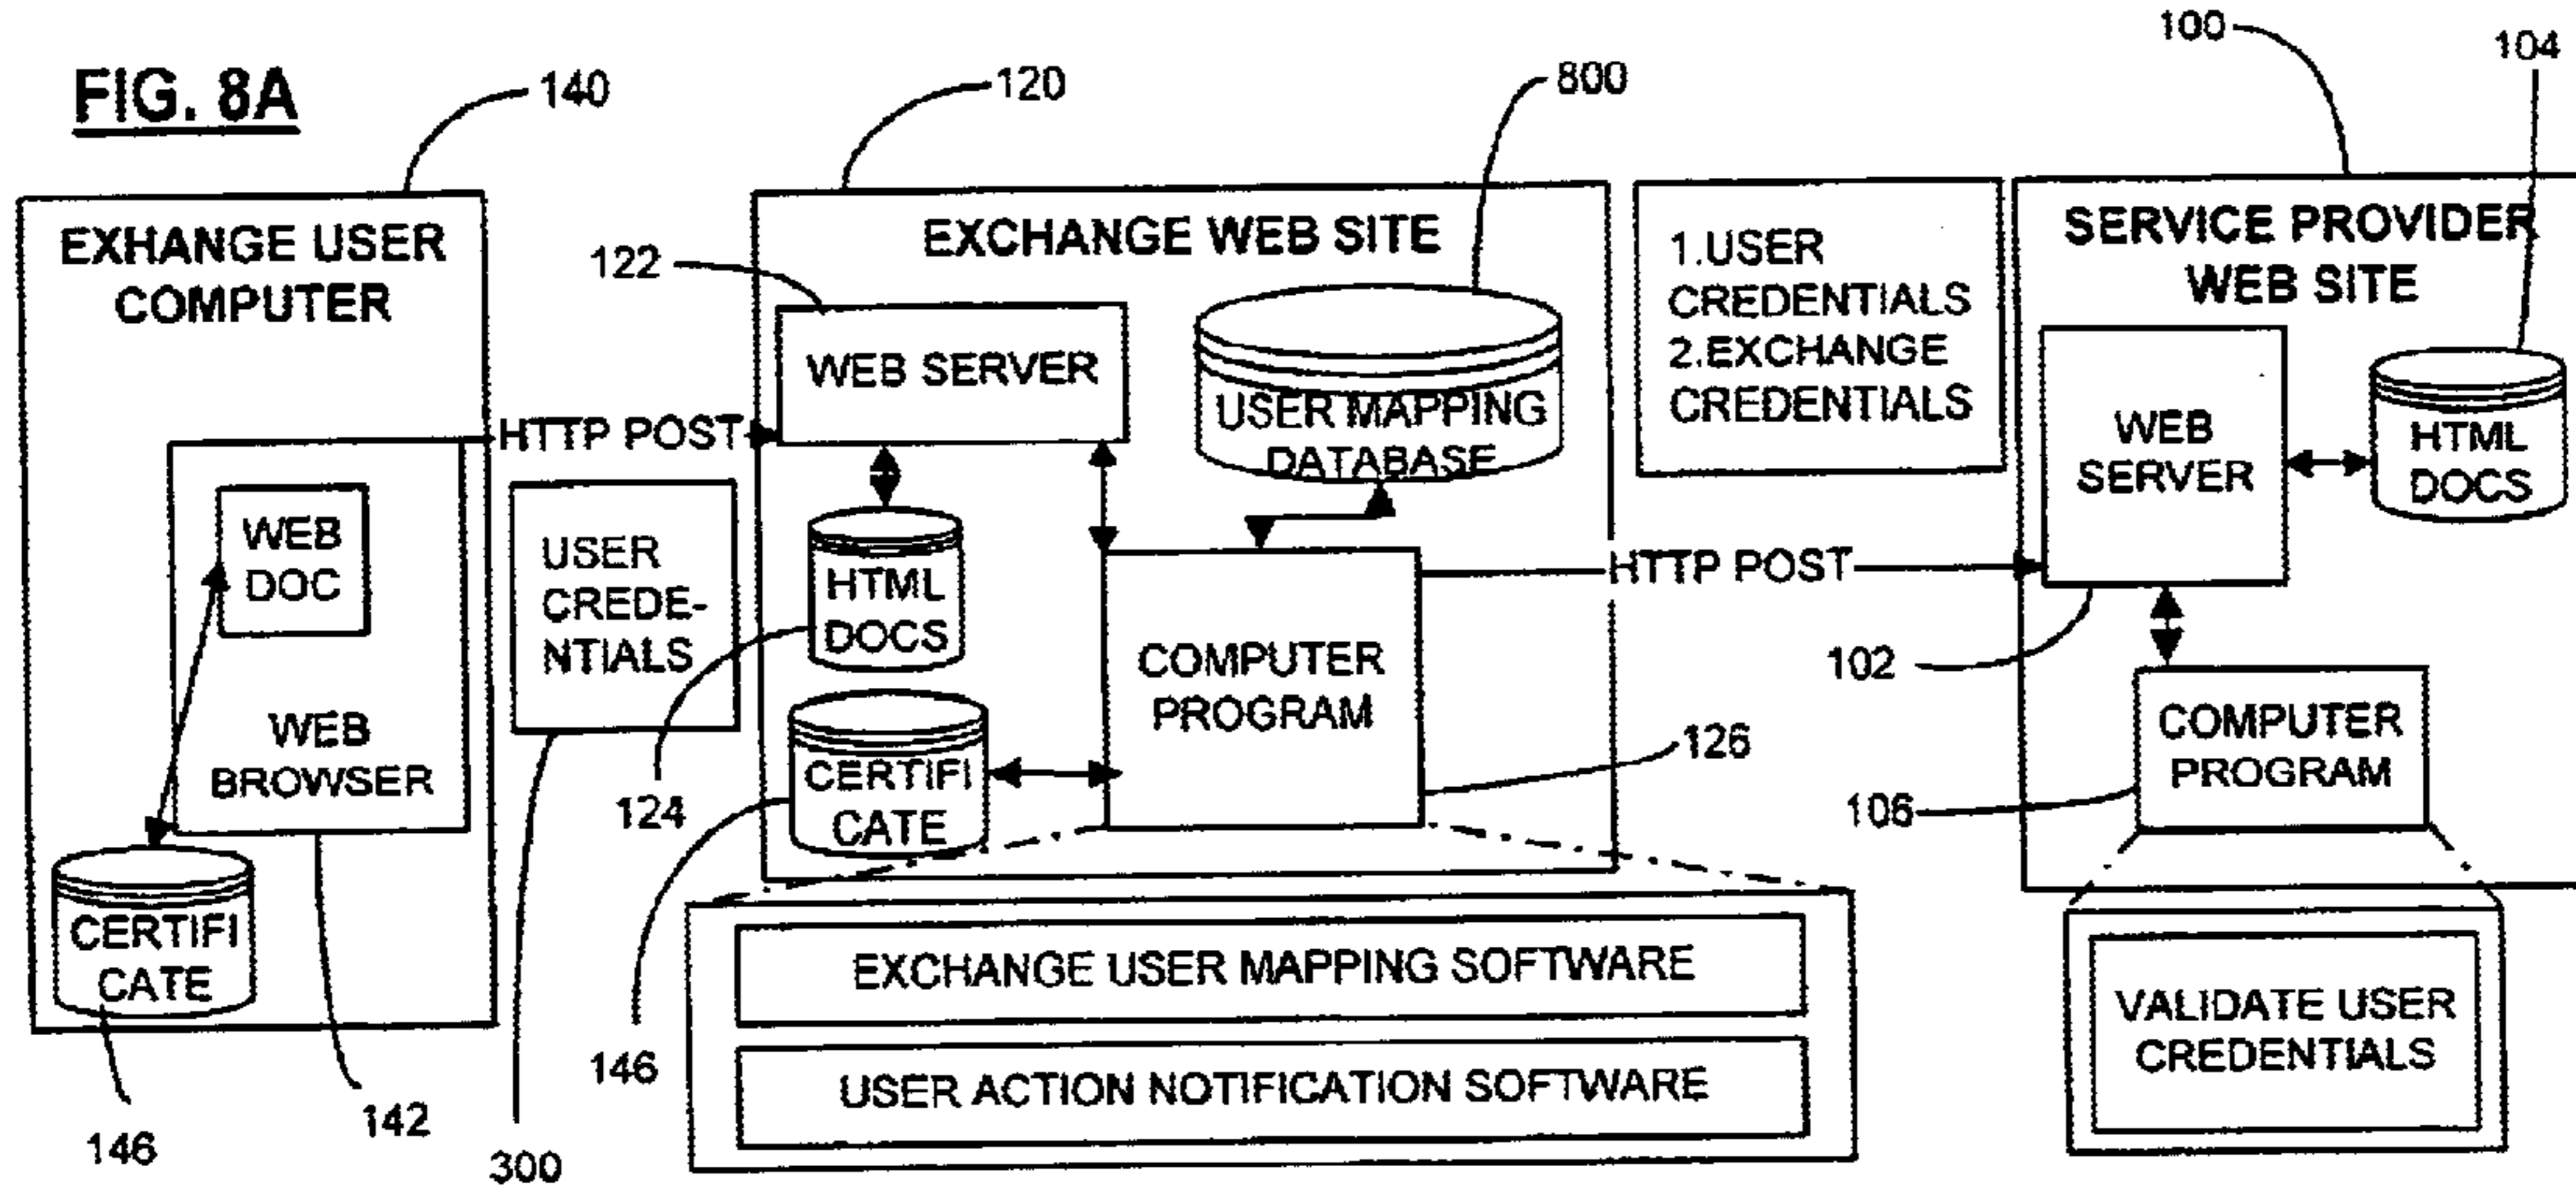 FIG. 8A
140
120
800
100
104
EXHANGE USER
COMPUTER
WEB
DOC
WEB
BROWSER
CERTIFI
CATE
146
142
HTTP POST
USER
CREDE-
NTIALS
300
EXCHANGE WEB SITE
122
WEB SERVER
USER MAPPING
DATABASE
HTML
DOCS
124
CERTIFI
CATE
146
COMPUTER
PROGRAM
126
EXCHANGE USER MAPPING SOFTWARE
USER ACTION NOTIFICATION SOFTWARE
1.USER
CREDENTIALS
2.EXCHANGE
CREDENTIALS
HTTP POST
SERVICE PROVIDER
WEB SITE
WEB
SERVER
HTML
DOCS
102
COMPUTER
PROGRAM
106
VALIDATE USER
CREDENTIALS